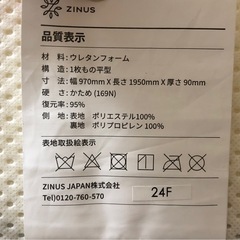 ZINUS
品質表示
材 料：ウレタンフォーム
構 造：1枚もの平型
寸 法：幅970mm X 長さ1950mm X 厚さ90mm
硬 さ：かため (169N)
復元率：95%
側 地：表地 ポリエステル100%
裏地 ポリプロピレン 100%
表地取扱絵表示
ZINUS JAPAN株式会社
Tel)0120-760-570
24F